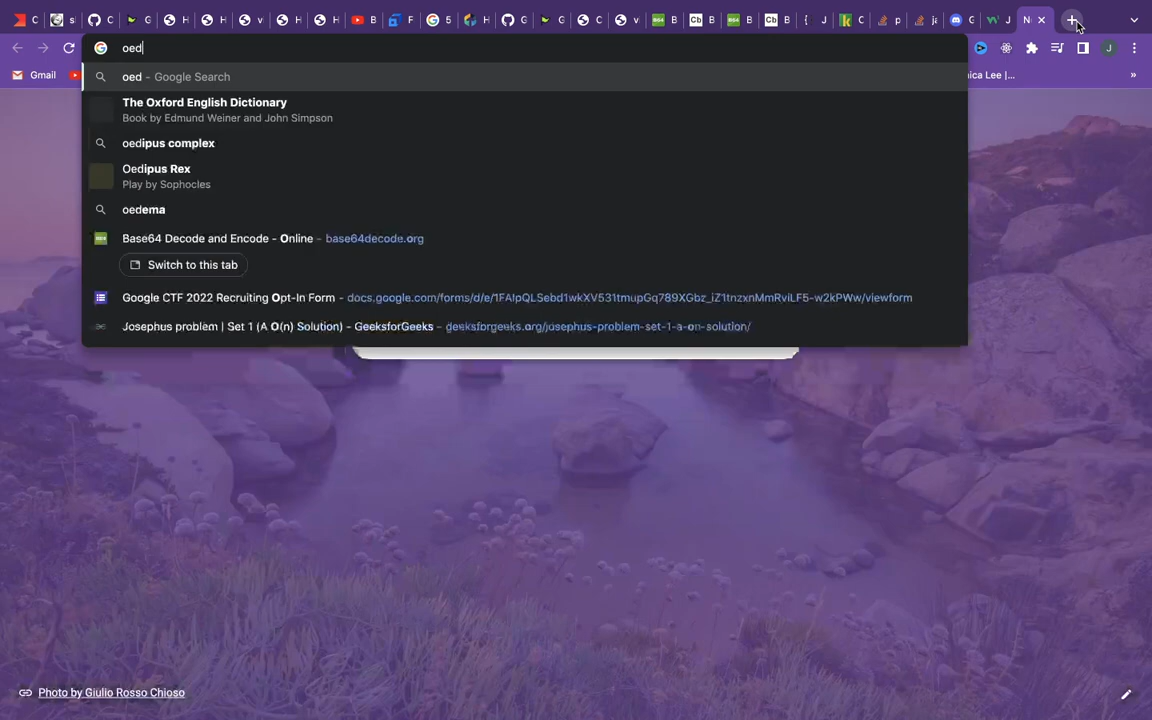 oed
Gmail
ica Lee |...
»
oed – Google Search
The Oxford English Dictionary
Book by Edmund Weiner and John Simpson
oedipus complex
Oedipus Rex
Play by Sophocles
oedema
Base64 Decode and Encode - Online – base64decode.org
Switch to this tab
Google CTF 2022 Recruiting Opt-In Form – docs.google.com/forms/d/e/1FAIpQLSebd1wkXV531tmupGq789XGbz_iZ1tnzxnMmRviLF5-w2kPWw/viewform
Josephus problem | Set 1 (A O(n) Solution) – GeeksforGeeks – geeksforgeeks.org/josephus-problem-set-1-a-on-solution/
Photo by Giulio Rosso Chioso